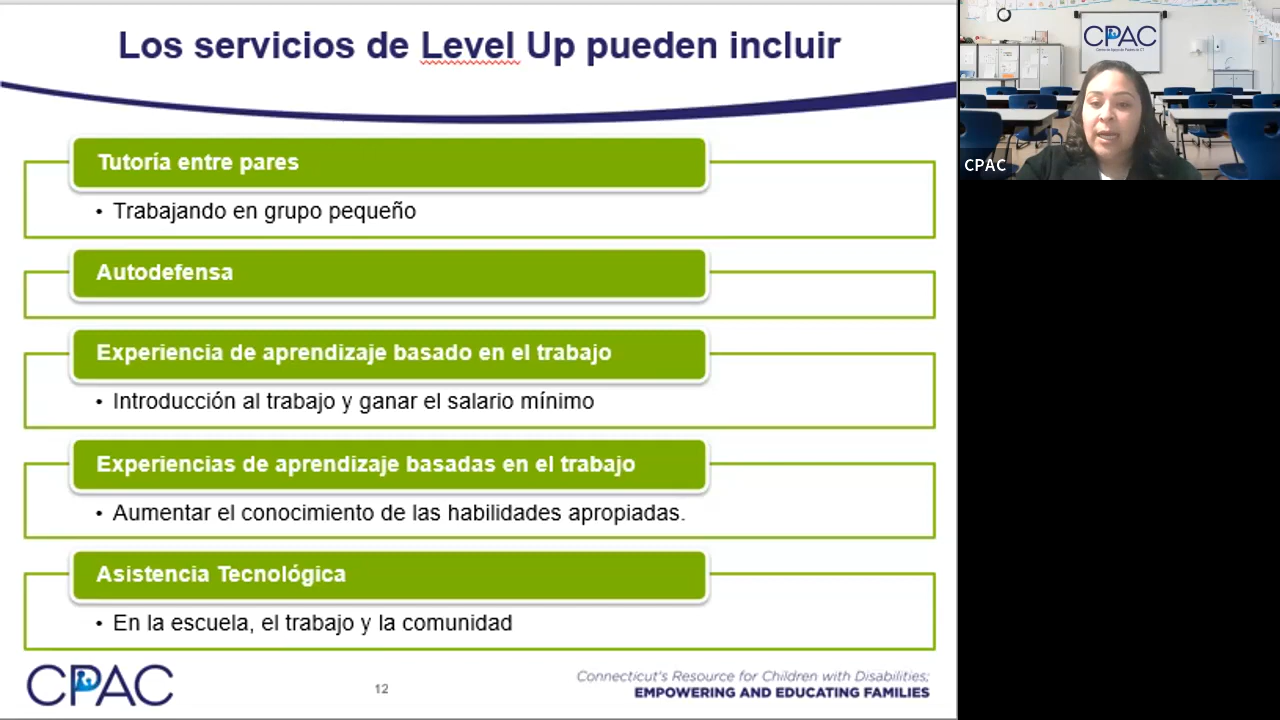 Los servicios de Level Up pueden incluir
Tutoría entre pares
• Trabajando en grupo pequeño
Autodefensa
Experiencia de aprendizaje basado en el trabajo
• Introducción al trabajo y ganar el salario mínimo
Experiencias de aprendizaje basadas en el trabajo
• Aumentar el conocimiento de las habilidades apropiadas.
Asistencia Tecnológica
• En la escuela, el trabajo y la comunidad
CPAC
12
Connecticut's Resource for Children with Disabilities;
EMPOWERING AND EDUCATING FAMILIES
CPAC
CPAC